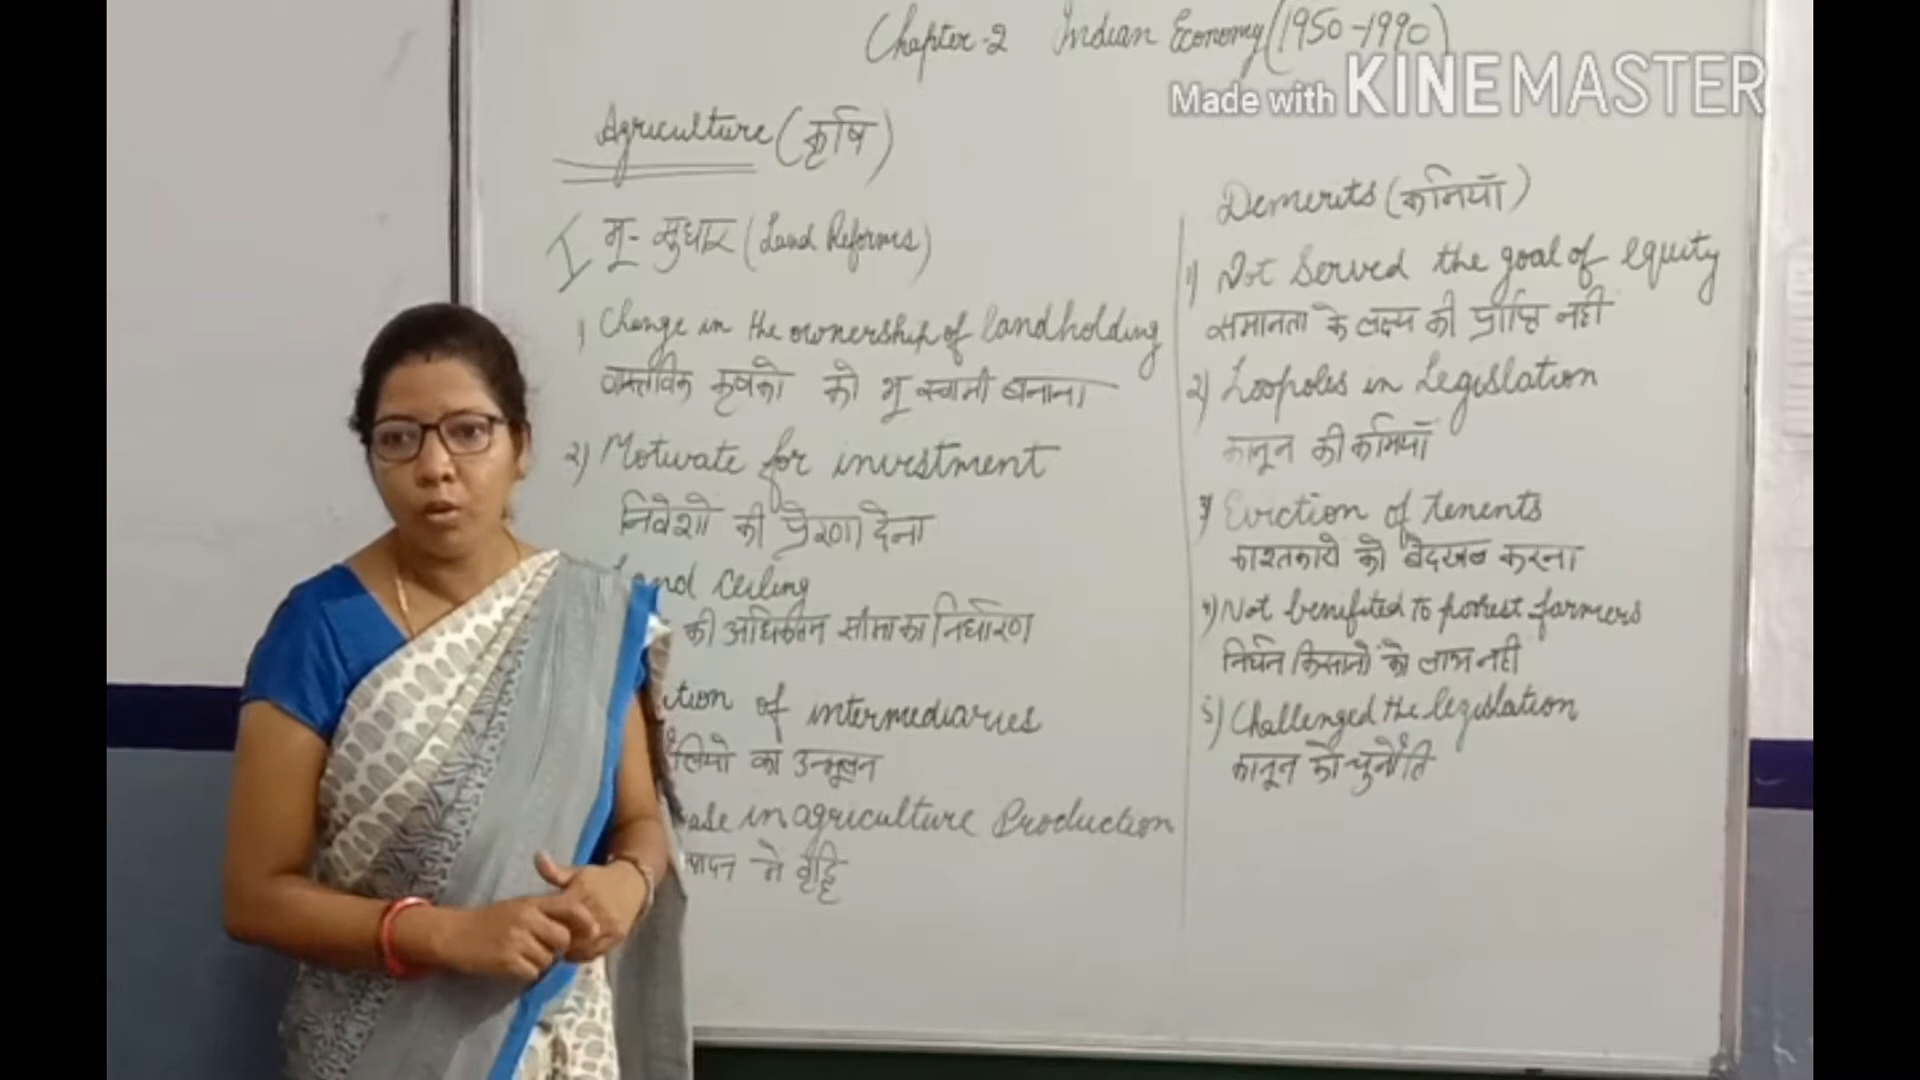 Chapter-2 Indian Economy (1950-1990)
Made with KINEMASTER
Agriculture (कृषि)
I भू-सुधार (Land Reforms)
1) Change in the ownership of landholding
वास्तविक कृषको को भू स्वामी बनाना
2) Motivate for investment
निवेशो की प्रेरणा देना
Land Ceiling
की अधिकतम सीमा का निर्धारण
of intermediaries
का उन्मूलन
in agriculture Production
मे वृद्धि
Demerits (कमियाँ)
1) Not Served the goal of equity
समानता के लक्ष्य की प्राप्ति नही
2) Loopoles in Legislation
कानून की कमियाँ
3) Eviction of tenents
काश्तकारो को बेदखल करना
4) Not benefited to porest farmers
निर्धन किसानो को लाभ नही
5) Challenged the legislation
कानून को चुनौति